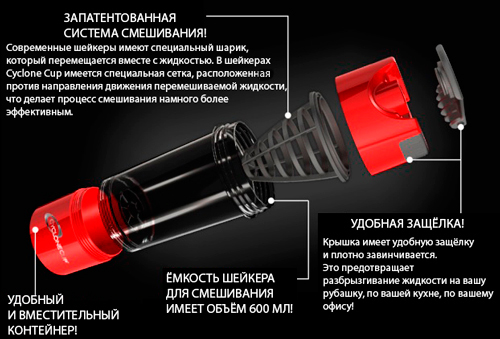 ЗАПАТЕНТОВАННАЯ
СИСТЕМА СМЕШИВАНИЯ!
Современные шейкеры имеют специальный шарик,
который перемещается вместе с жидкостью. В шейкерах
Cyclone Cup имеется специальная сетка, расположенная
против направления движения перемешиваемой жидкости,
что делает процесс смешивания намного более
эффективным.
УДОБНАЯ ЗАЩЁЛКА!
Крышка имеет удобную защёлку
и плотно завинчивается.
Это предотвращает
разбрызгивание жидкости на вашу
рубашку, по вашей кухне, по вашему
офису!
ЁМКОСТЬ ШЕЙКЕРА
ДЛЯ СМЕШИВАНИЯ
ИМЕЕТ ОБЪЁМ 600 МЛ!
УДОБНЫЙ
И ВМЕСТИТЕЛЬНЫЙ
КОНТЕЙНЕР!